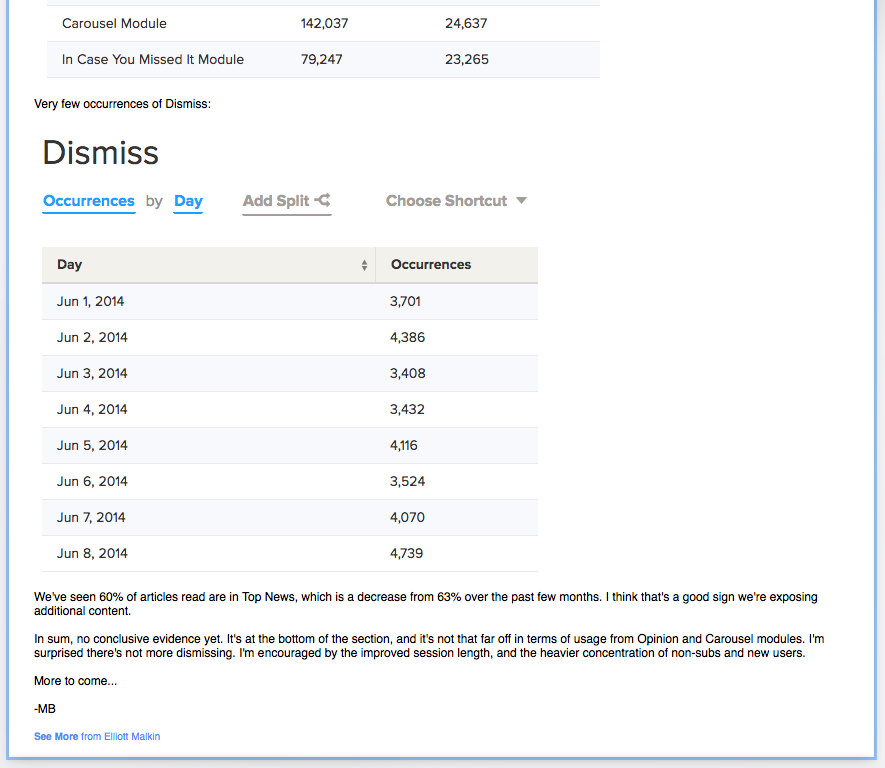 Carousel Module 142,037 24,637
In Case You Missed It Module 79,247 23,265
Very few occurrences of Dismiss:
Dismiss
Occurrences by Day Add Split Choose Shortcut
Day Occurrences
Jun 1, 2014 3,701
Jun 2, 2014 4,386
Jun 3, 2014 3,408
Jun 4, 2014 3,432
Jun 5, 2014 4,116
Jun 6, 2014 3,524
Jun 7, 2014 4,070
Jun 8, 2014 4,739
We've seen 60% of articles read are in Top News, which is a decrease from 63% over the past few months. I think that's a good sign we're exposing
additional content.
In sum, no conclusive evidence yet. It's at the bottom of the section, and it's not that far off in terms of usage from Opinion and Carousel modules. I'm
surprised there's not more dismissing. I'm encouraged by the improved session length, and the heavier concentration of non-subs and new users.
More to come...
-MB
See More from Elliott Malkin